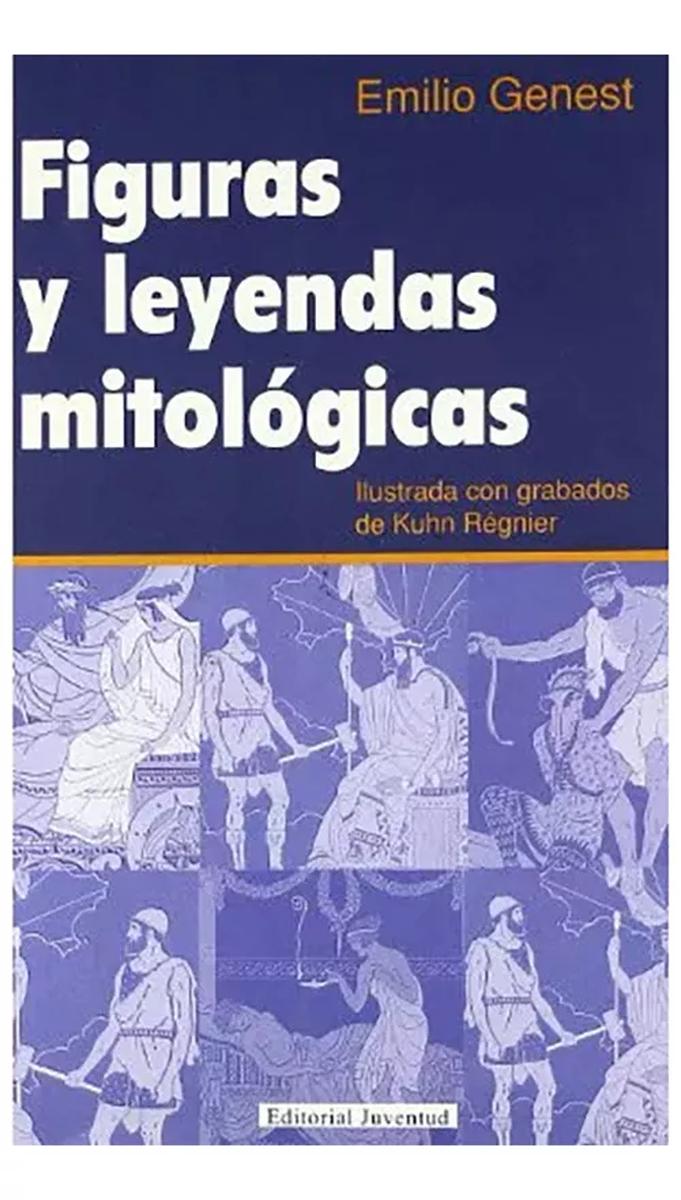 Emilio Genest
Figuras
y leyendas
mitológicas
Ilustrada con grabados
de Kuhn Régnier
Editorial Juventud